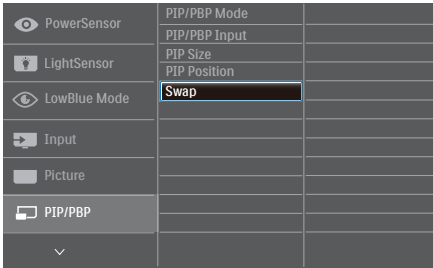 PowerSensor
LightSensor
LowBlue Mode
Input
Picture
PIP/PBP
PIP/PBP Mode
PIP/PBP Input
PIP Size
PIP Position
Swap